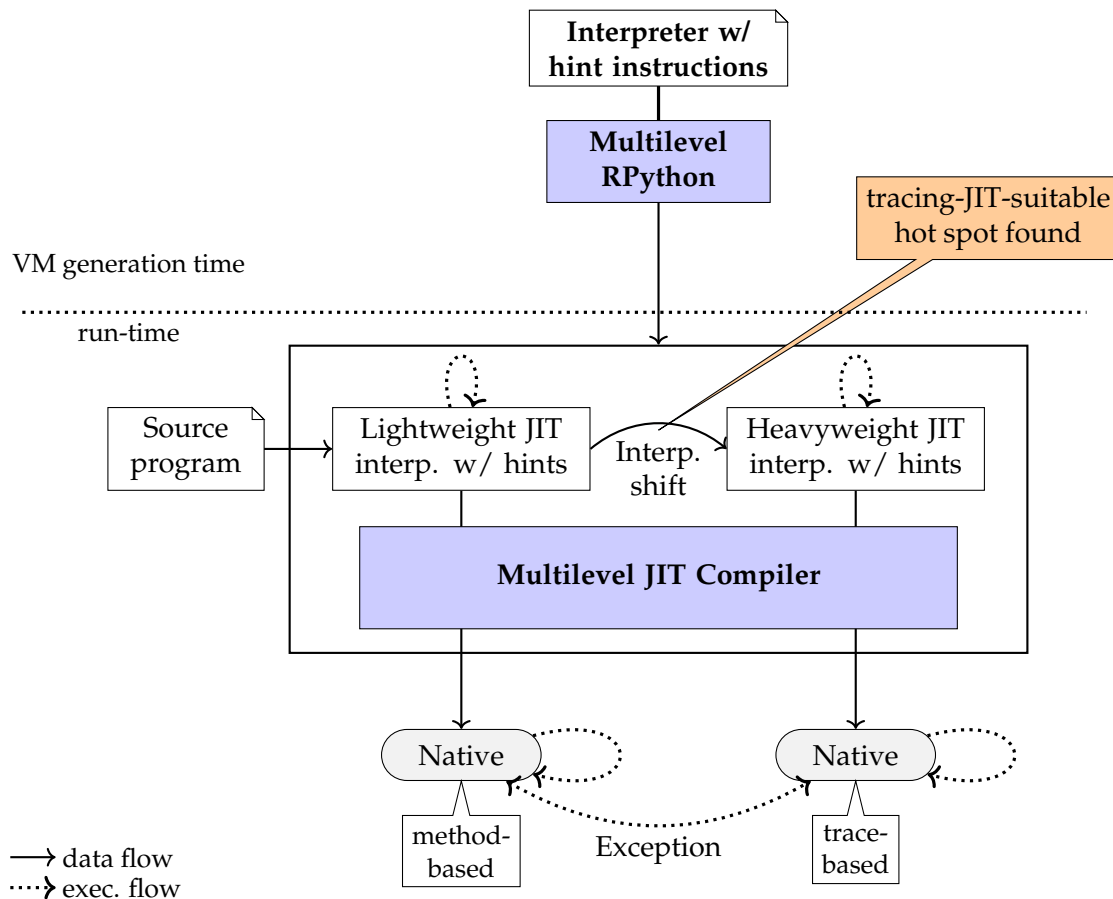 Interpreter w/
hint instructions
Multilevel
RPython
tracing-JIT-suitable
hot spot found
VM generation time
run-time
Source
program
Lightweight JIT
interp. w/ hints
Interp.
shift
Heavyweight JIT
interp. w/ hints
Multilevel JIT Compiler
Native
Native
method-
based
Exception
trace-
based
data flow
exec. flow